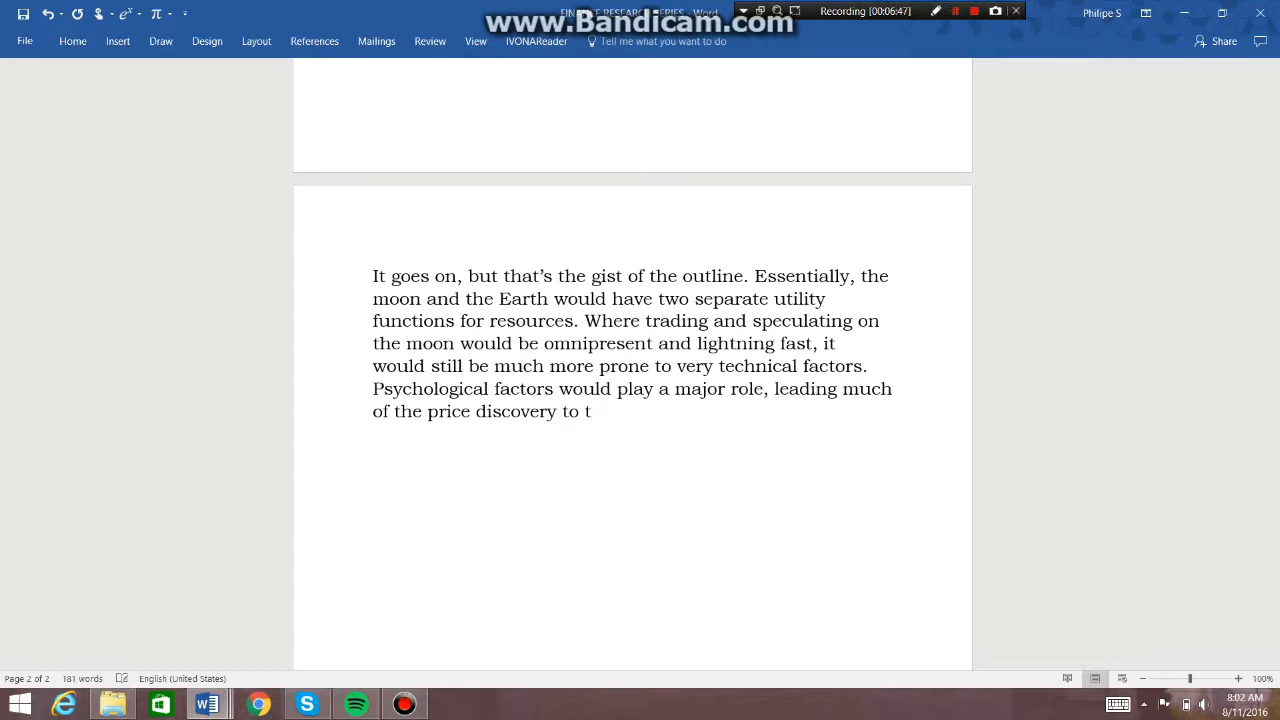 FINANCE RESEARCH SERIES - Word
Recording [00:06:47]
Philipe S
www.Bandicam.com
File Home Insert Draw Design Layout References Mailings Review View IVONAReader Tell me what you want to do Share
It goes on, but that's the gist of the outline. Essentially, the
moon and the Earth would have two separate utility
functions for resources. Where trading and speculating on
the moon would be omnipresent and lightning fast, it
would still be much more prone to very technical factors.
Psychological factors would play a major role, leading much
of the price discovery to t
Page 2 of 2 181 words English (United States) 100%
8:02 AM
8/11/2016